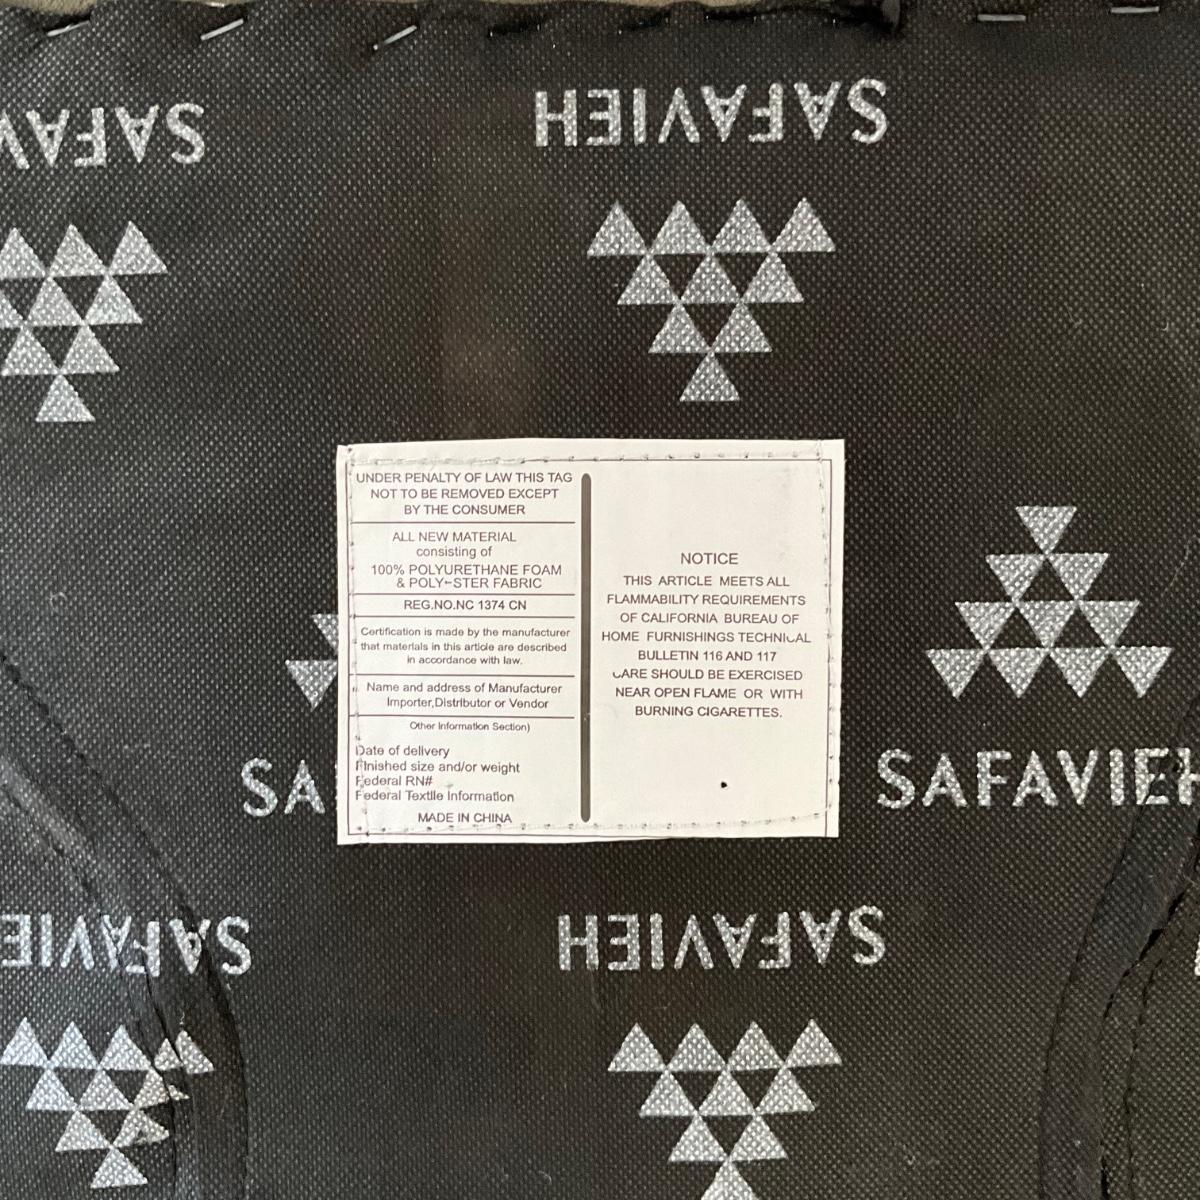 SAFAVIEH
SAFAVIEH
UNDER PENALTY OF LAW THIS TAG
NOT TO BE REMOVED EXCEPT
BY THE CONSUMER
ALL NEW MATERIAL
consisting of
100% POLYURETHANE FOAM
& POLY-STER FABRIC
REG.NO.NC 1374 CN
Certification is made by the manufacturer
that materials in this article are described
in accordance with law.
Name and address of Manufacturer
Importer,Distributor or Vendor
Other Information Section)
Date of delivery
Finished size and/or weight
Federal RN#
Federal Textile Information
MADE IN CHINA
NOTICE
THIS ARTICLE MEETS ALL
FLAMMABILITY REQUIREMENTS
OF CALIFORNIA BUREAU OF
HOME FURNISHINGS TECHNICAL
BULLETIN 116 AND 117
CARE SHOULD BE EXERCISED
NEAR OPEN FLAME OR WITH
BURNING CIGARETTES.
SA
SAFAVIEH
SAFAVIEH
SAFAVIEH